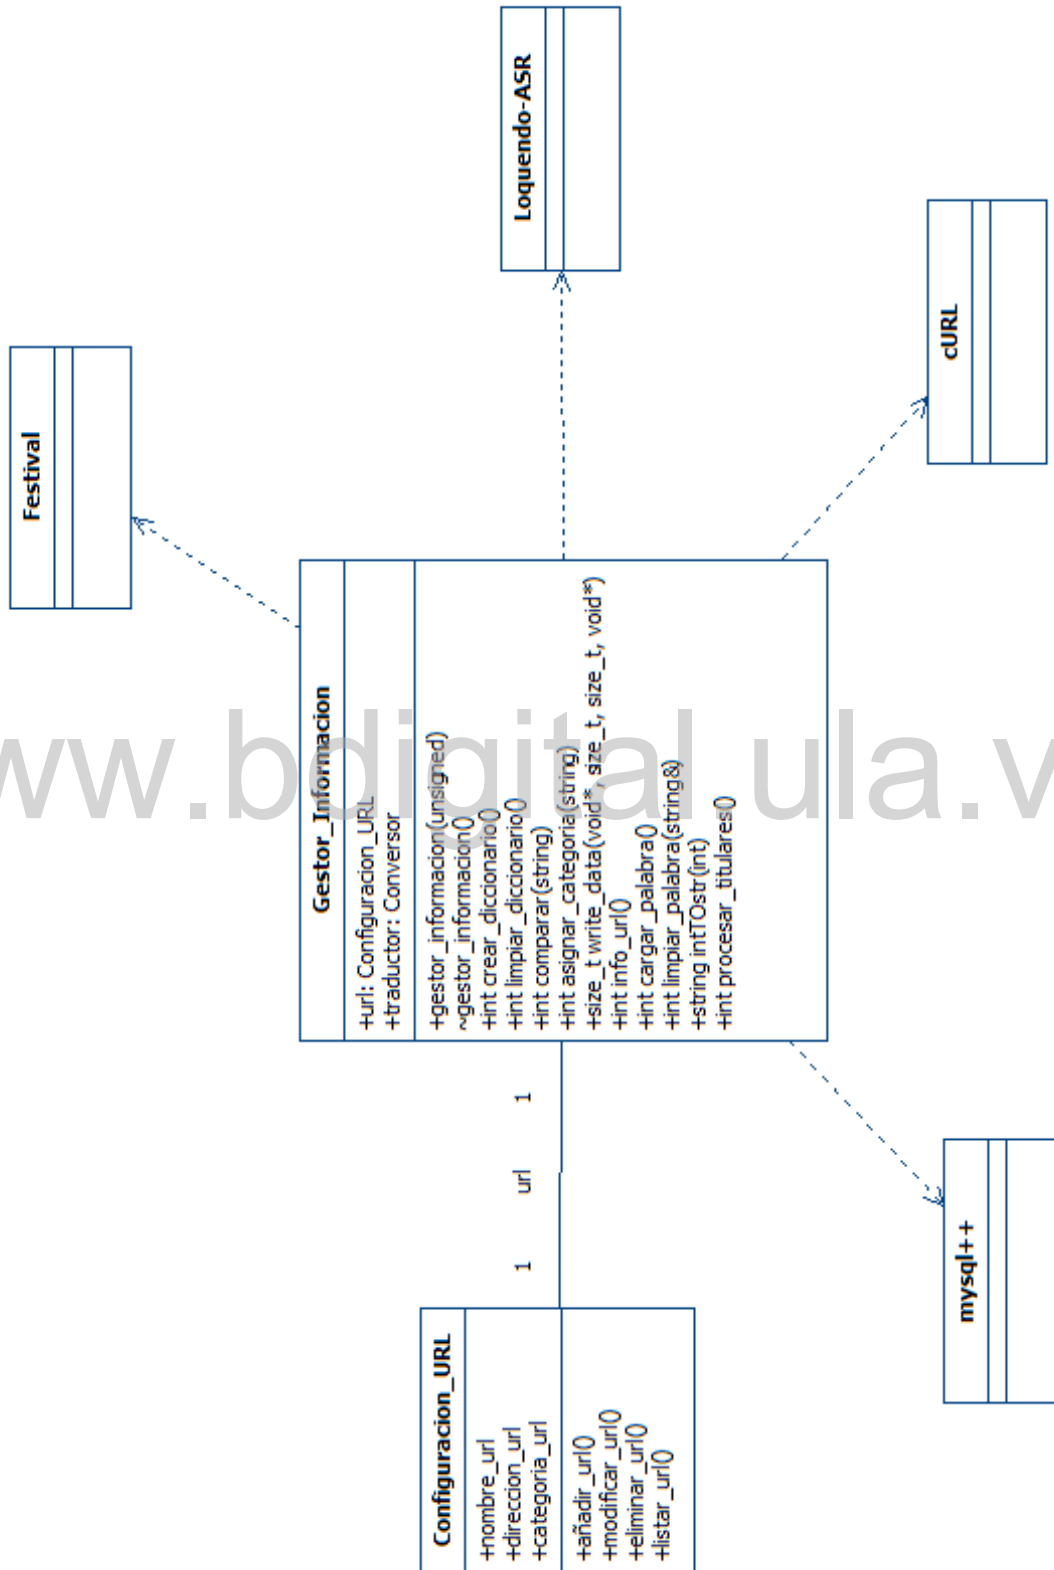 Festival
Loquendo-ASR
cURL
Gestor_Informacion
+url: Configuracion_URL
+traductor: Conversor
+gestor_informacion(unsigned)
~gestor_informacion()
+int crear_diccionario()
+int limpiar_diccionario()
+int comparar(string)
+int asignar_categoria(string)
+size_t write_data(void*, size_t, size_t, void*)
+int info_url()
+int cargar_palabra()
+int limpiar_palabra(string&)
+string intTOstr(int)
+int procesar_titulares()
1 url 1
Configuracion_URL
+nombre_url
+direccion_url
+categoria_url
+añadir_url()
+modificar_url()
+eliminar_url()
+listar_url()
mysql++
www.bdigital.ula.v